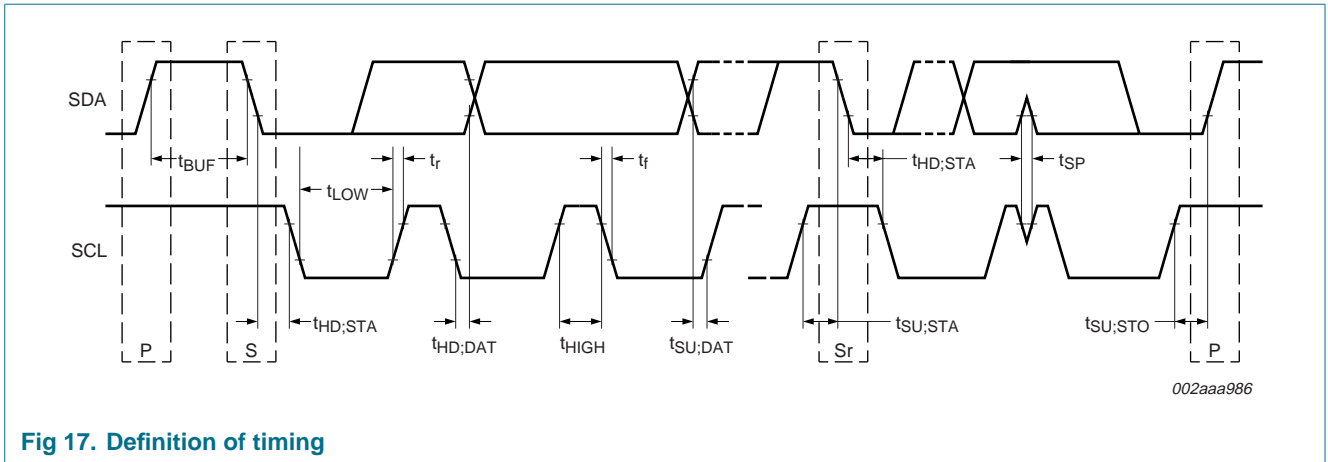 SDA
tBUF
tLOW
tr
tf
tHD;STA
tSP
SCL
tHD;STA
tHD;DAT
tHIGH
tSU;DAT
tSU;STA
tSU;STO
P
S
Sr
P
002aaa986
Fig 17. Definition of timing